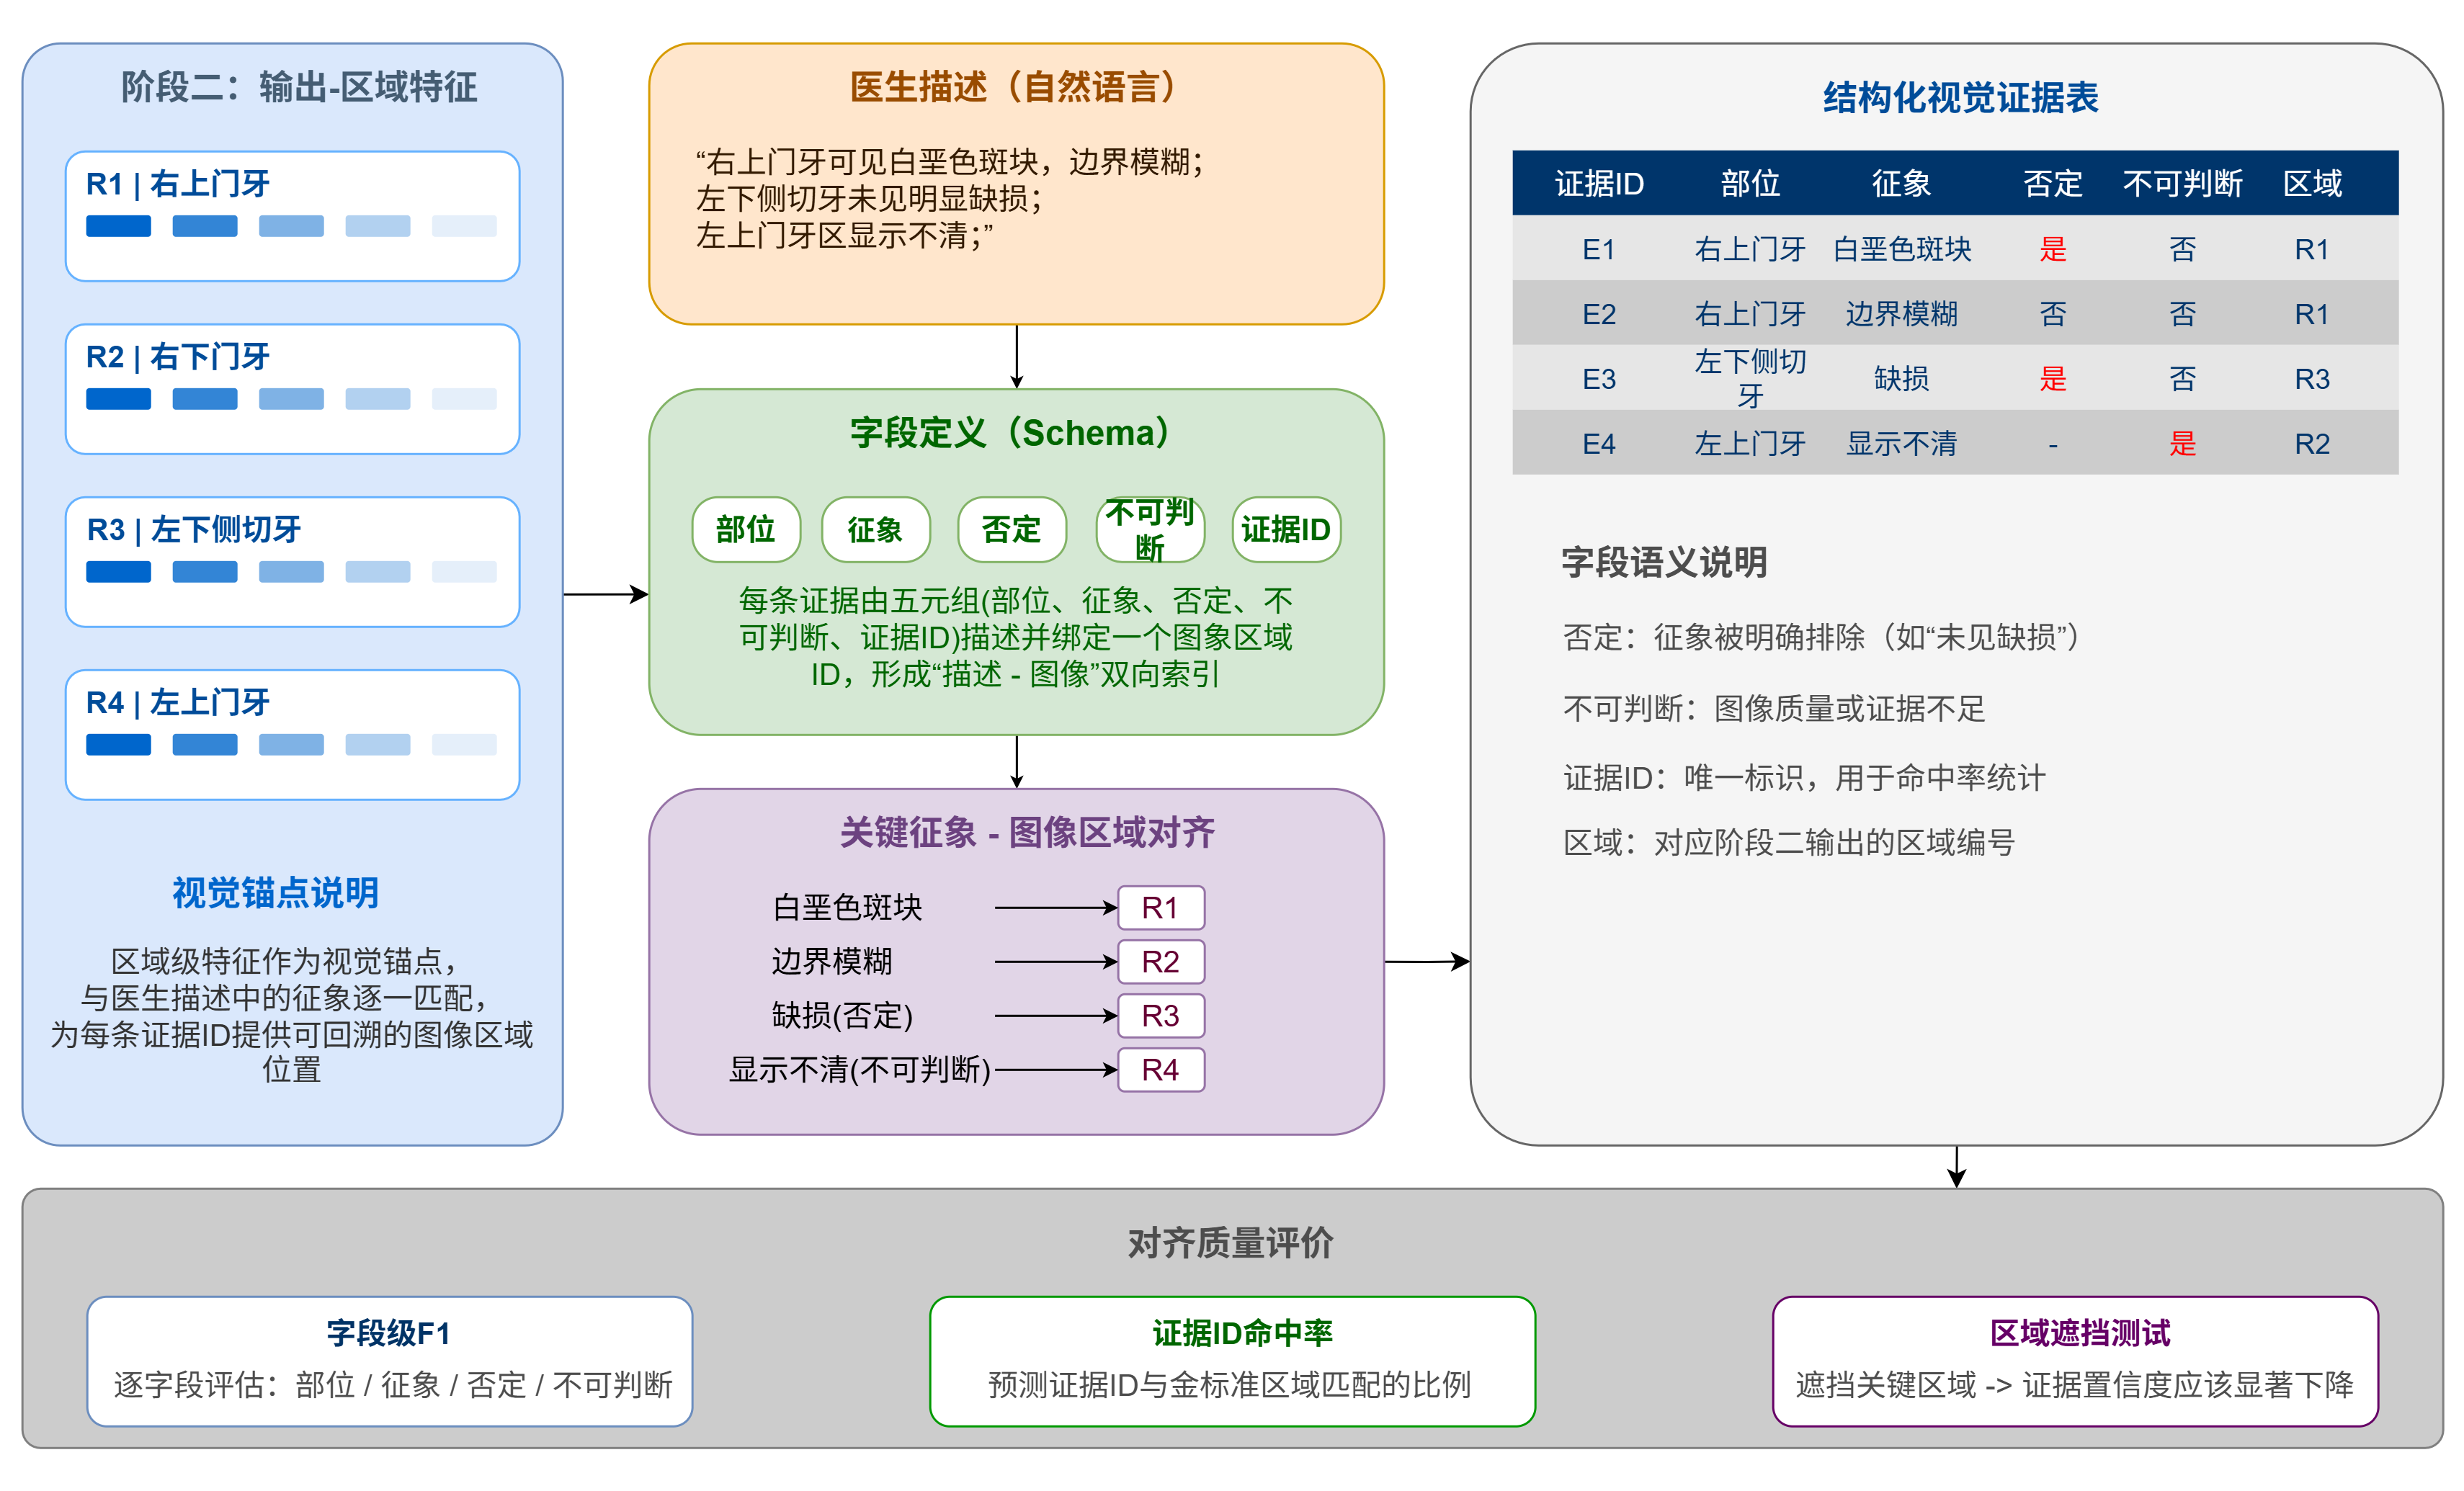 阶段二：输出-区域特征
R1 | 右上门牙
R2 | 右下门牙
R3 | 左下侧切牙
R4 | 左上门牙
视觉锚点说明
区域级特征作为视觉锚点，
与医生描述中的征象逐一匹配，
为每条证据ID提供可回溯的图像区域
位置
医生描述（自然语言）
“右上门牙可见白垩色斑块，边界模糊；
左下侧切牙未见明显缺损；
左上门牙区显示不清；”
字段定义（Schema）
部位
征象
否定
不可判
断
证据ID
每条证据由五元组(部位、征象、否定、不
可判断、证据ID)描述并绑定一个图象区域
ID，形成“描述 - 图像”双向索引
关键征象 - 图像区域对齐
白垩色斑块 R1
边界模糊 R2
缺损(否定) R3
显示不清(不可判断) R4
结构化视觉证据表
证据ID 部位 征象 否定 不可判断 区域
E1 右上门牙 白垩色斑块 是 否 R1
E2 右上门牙 边界模糊 否 否 R1
E3 左下侧切
牙 缺损 是 否 R3
E4 左上门牙 显示不清 - 是 R2
字段语义说明
否定：征象被明确排除（如“未见缺损”）
不可判断：图像质量或证据不足
证据ID：唯一标识，用于命中率统计
区域：对应阶段二输出的区域编号
对齐质量评价
字段级F1
逐字段评估：部位 / 征象 / 否定 / 不可判断
证据ID命中率
预测证据ID与金标准区域匹配的比例
区域遮挡测试
遮挡关键区域 -> 证据置信度应该显著下降